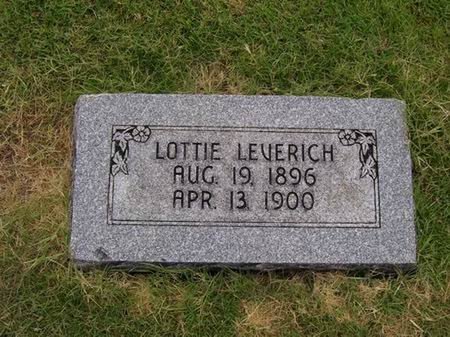 LOTTIE LEVERICH
AUG. 19, 1896
APR. 13, 1900